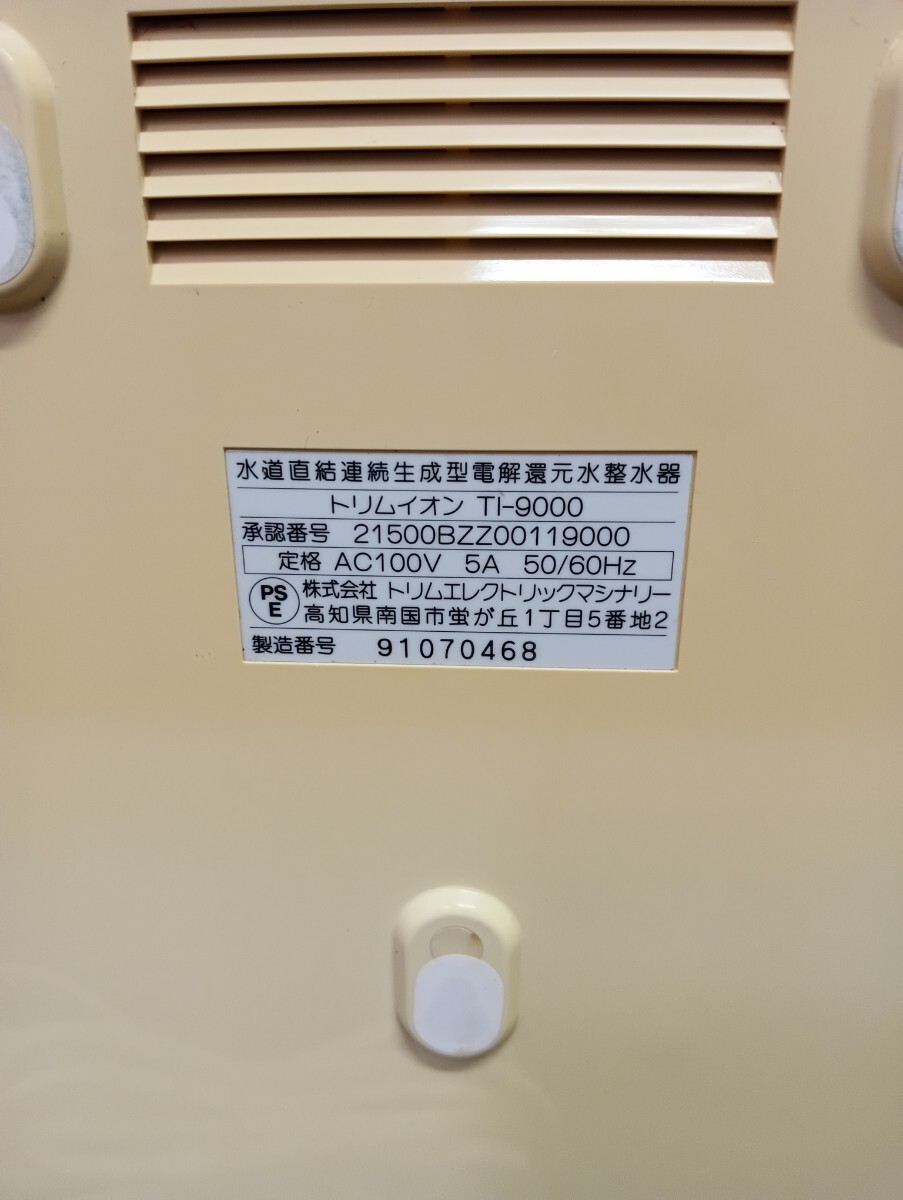 水道直結連続生成型電解還元水整水器
トリムイオン TI-9000
承認番号 21500BZZ00119000
定格 AC100V 5A 50/60Hz
PS E 株式会社 トリムエレクトリックマシナリー
高知県南国市蛍が丘1丁目5番地2
製造番号 91070468